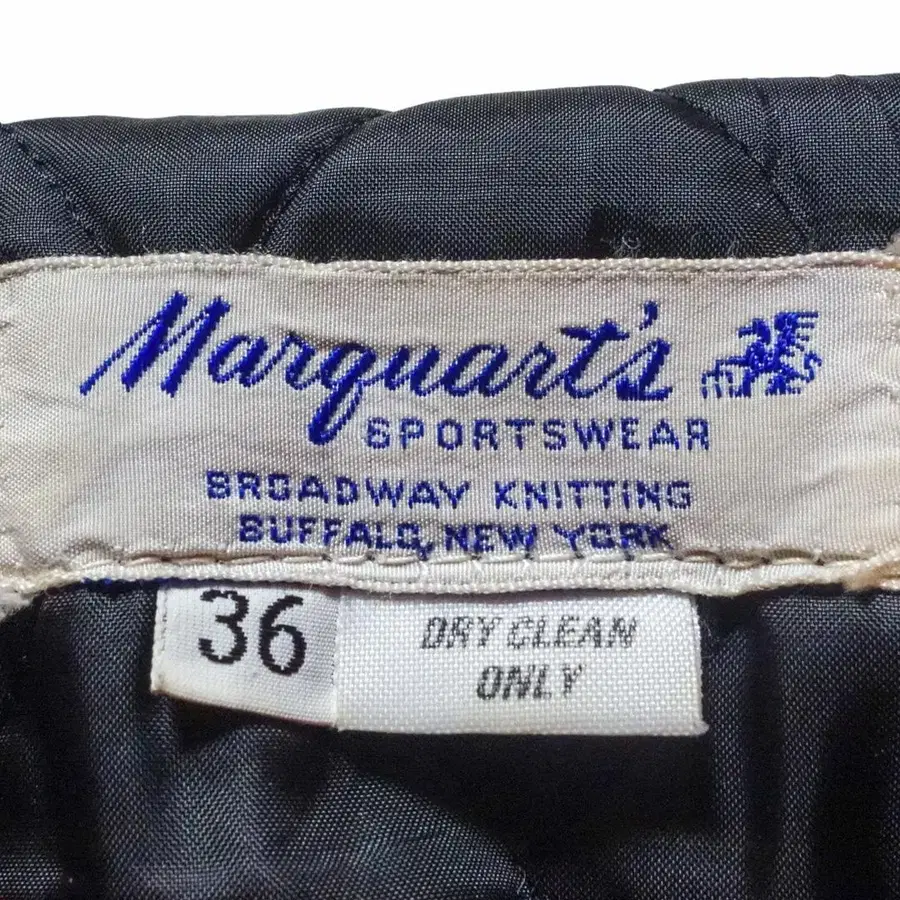 Marquart's
SPORTSWEAR
BROADWAY KNITTING
BUFFALO, NEW YORK
36
DRY CLEAN
ONLY